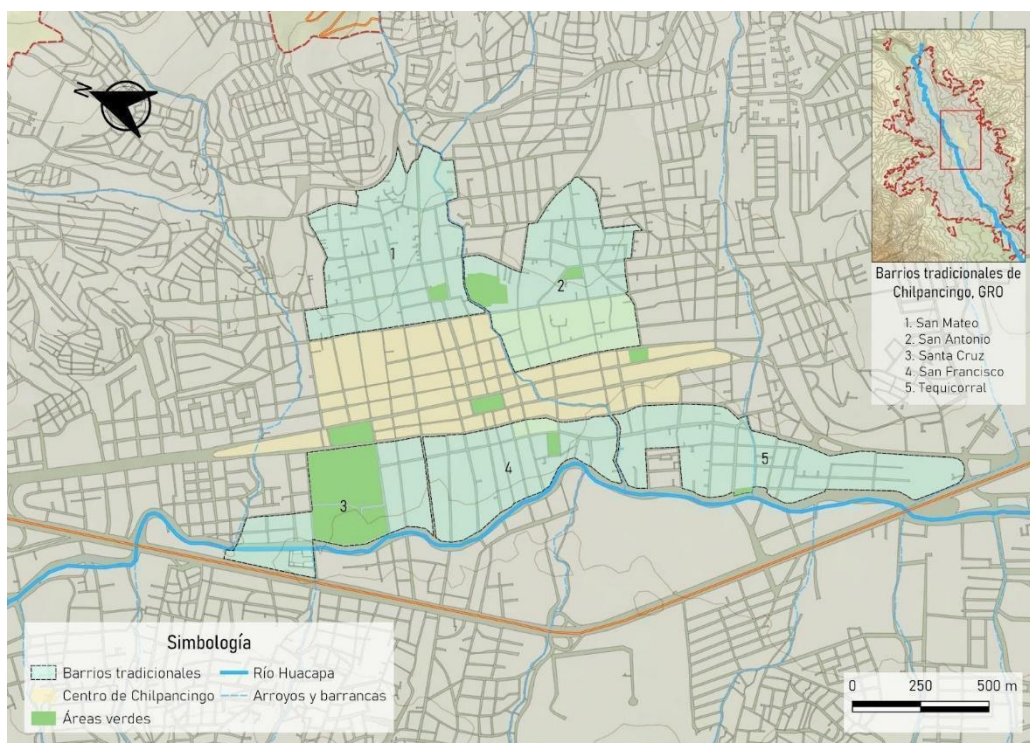 N
1
2
3
4
5
Barrios tradicionales de
Chilpancingo, GRO
1. San Mateo
2. San Antonio
3. Santa Cruz
4. San Francisco
5. Tequicorral
Simbología
Barrios tradicionales
Río Huacapa
Centro de Chilpancingo
Arroyos y barrancas
Áreas verdes
0 250 500 m